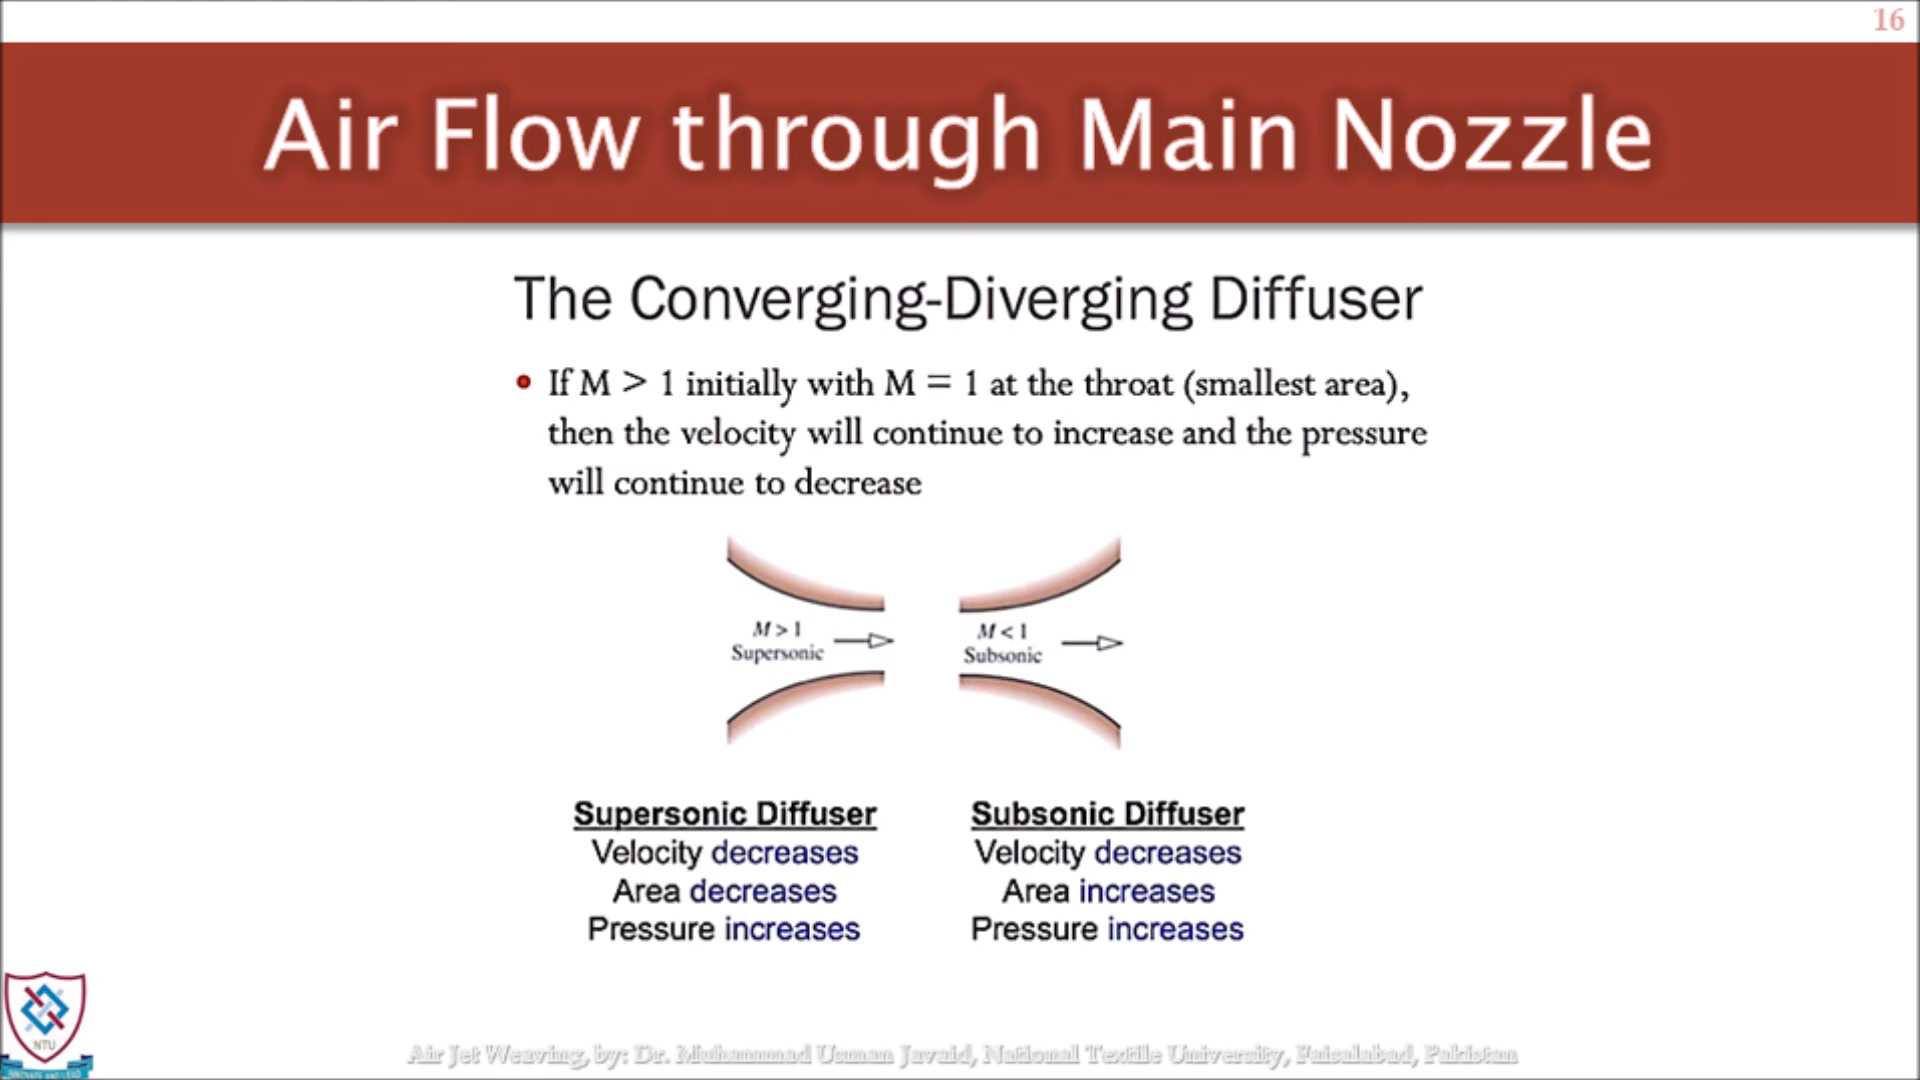 16
Air Flow through Main Nozzle
The Converging-Diverging Diffuser
• If M > 1 initially with M = 1 at the throat (smallest area),
then the velocity will continue to increase and the pressure
will continue to decrease
M > 1
Supersonic
M < 1
Subsonic
Supersonic Diffuser
Velocity decreases
Area decreases
Pressure increases
Subsonic Diffuser
Velocity decreases
Area increases
Pressure increases
NTU
Air Jet Weaving, by: Dr. Muhammad Usman Javaid, National Textile University, Faisalabad, Pakistan